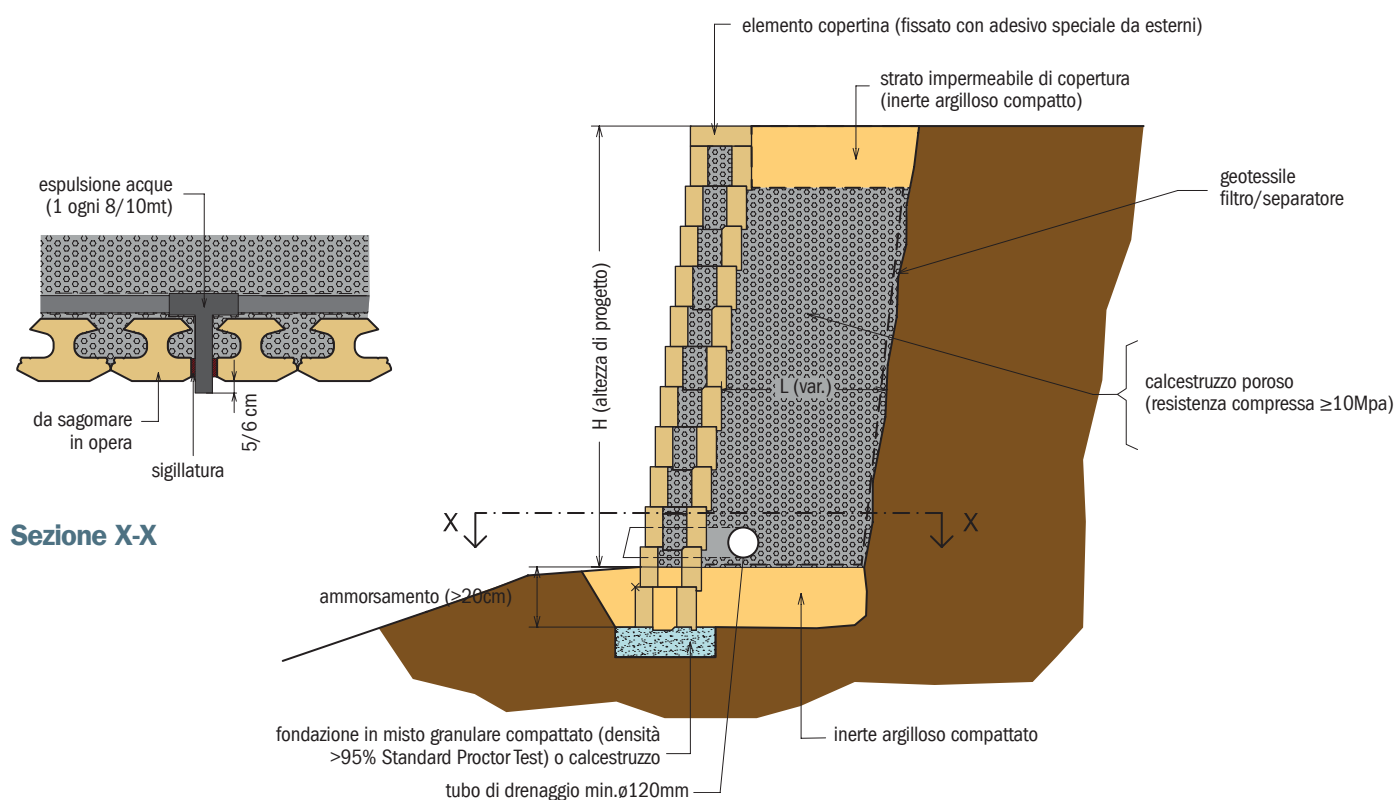 elemento copertina (fissato con adesivo speciale da esterni)
strato impermeabile di copertura
(inerte argilloso compatto)
espulsione acque
(1 ogni 8/10mt)
geotessile
filtro/separatore
H (altezza di progetto)
L (var.)
calcestruzzo poroso
(resistenza compressa ≥10Mpa)
da sagomare
in opera
5/6 cm
sigillatura
X
X
Sezione X-X
ammorsamento (>20cm)
fondazione in misto granulare compattato (densità
>95% Standard Proctor Test) o calcestruzzo
inerte argilloso compattato
tubo di drenaggio min.ø120mm